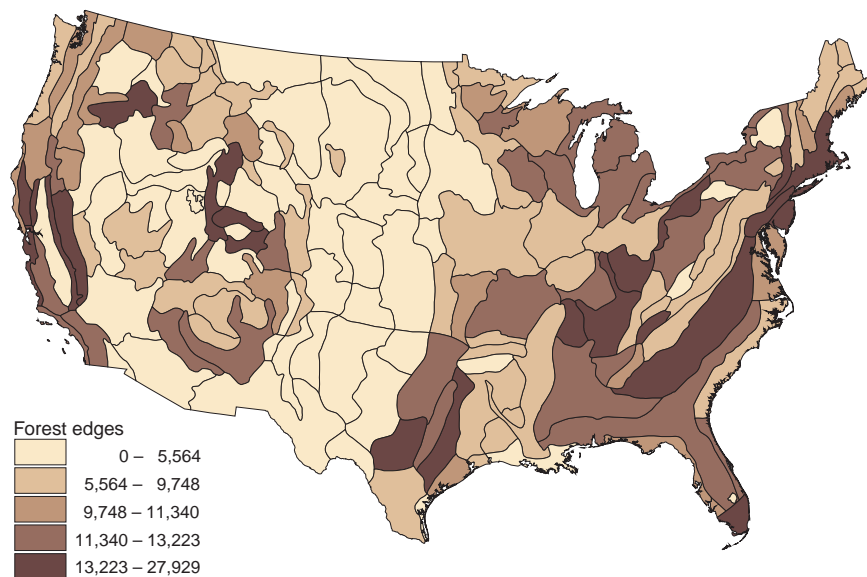 Forest edges
0 – 5,564
5,564 – 9,748
9,748 – 11,340
11,340 – 13,223
13,223 – 27,929